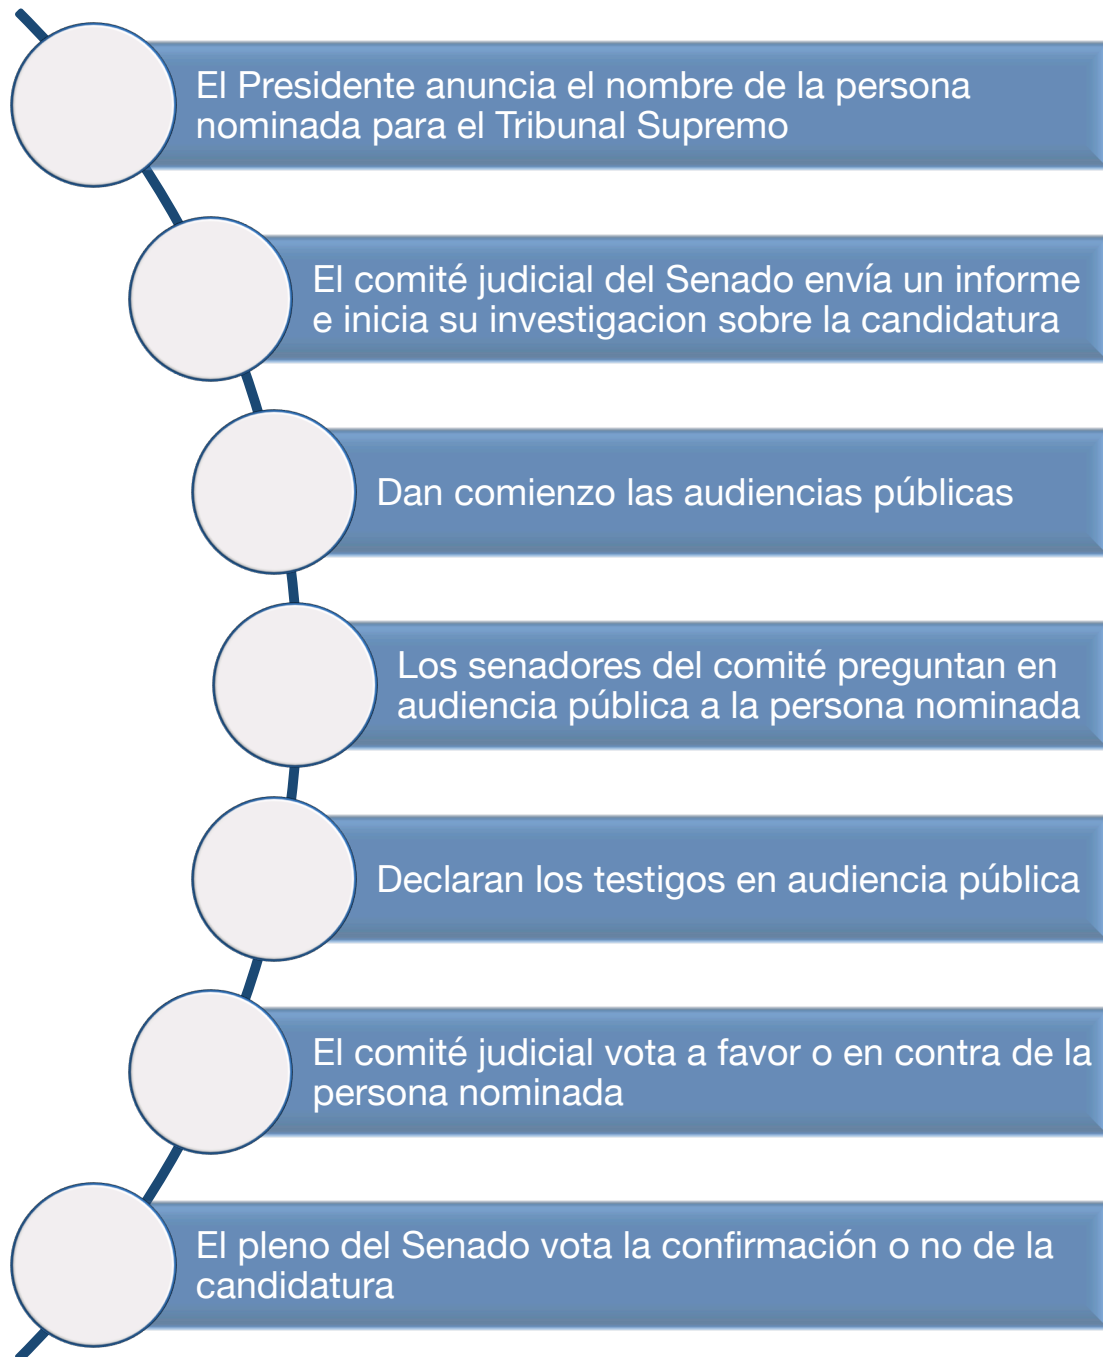 El Presidente anuncia el nombre de la persona
nominada para el Tribunal Supremo
El comité judicial del Senado envía un informe
e inicia su investigacion sobre la candidatura
Dan comienzo las audiencias públicas
Los senadores del comité preguntan en
audiencia pública a la persona nominada
Declaran los testigos en audiencia pública
El comité judicial vota a favor o en contra de la
persona nominada
El pleno del Senado vota la confirmación o no de la
candidatura